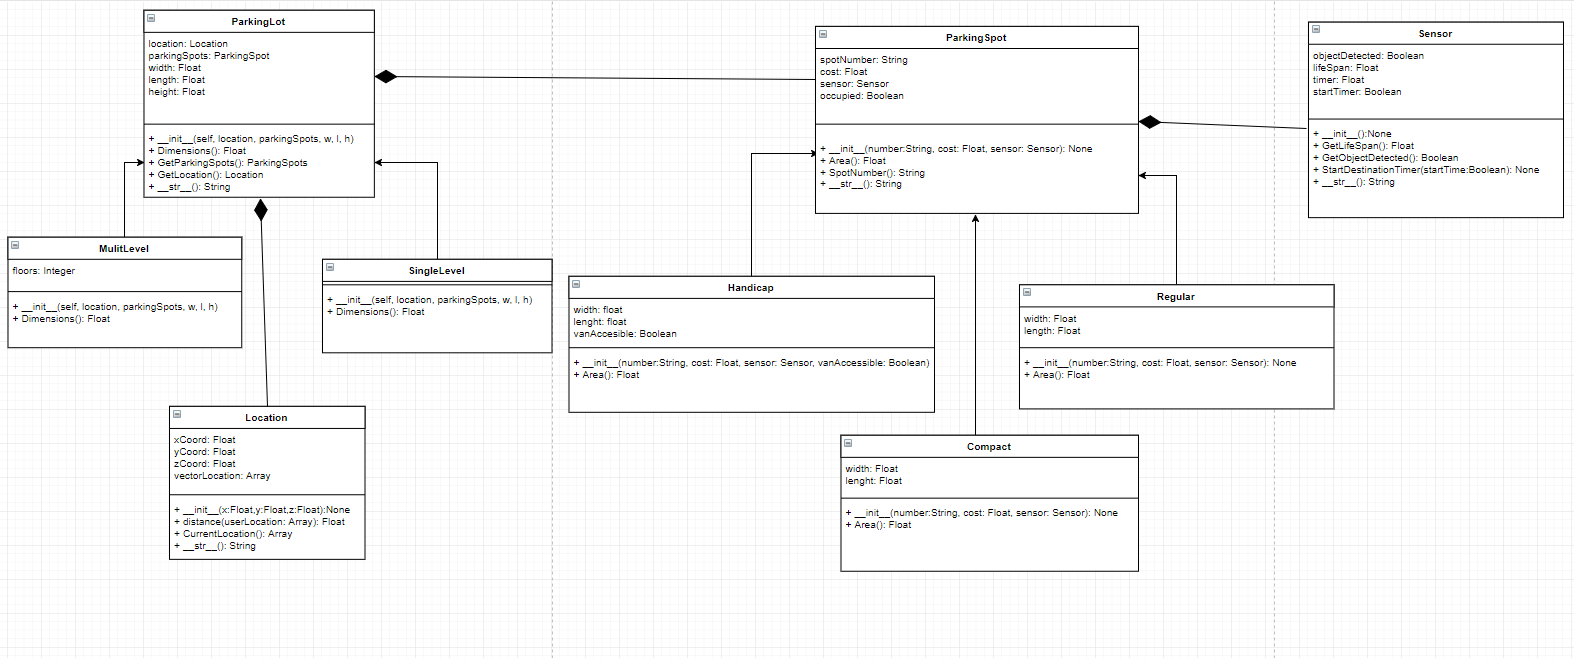 ParkingLot
location: Location
parkingSpots: ParkingSpot
width: Float
length: Float
height: Float
+ __init__(self, location, parkingSpots, w, l, h)
+ Dimensions(): Float
+ GetParkingSpots(): ParkingSpots
+ GetLocation(): Location
+ __str__(): String
ParkingSpot
spotNumber: String
cost: Float
sensor: Sensor
occupied: Boolean
+ __init__(number:String, cost: Float, sensor: Sensor): None
+ Area(): Float
+ SpotNumber(): String
+ __str__(): String
Sensor
objectDetected: Boolean
lifeSpan: Float
timer: Float
startTimer: Boolean
+ __init__():None
+ GetLifeSpan(): Float
+ GetObjectDetected(): Boolean
+ StartDestinationTimer(startTime:Boolean): None
+ __str__(): String
MulitLevel
floors: Integer
+ __init__(self, location, parkingSpots, w, l, h)
+ Dimensions(): Float
SingleLevel
+ __init__(self, location, parkingSpots, w, l, h)
+ Dimensions(): Float
Handicap
width: float
lenght: float
vanAccesible: Boolean
+ __init__(number:String, cost: Float, sensor: Sensor, vanAccessible: Boolean)
+ Area(): Float
Regular
width: Float
length: Float
+ __init__(number:String, cost: Float, sensor: Sensor): None
+ Area(): Float
Location
xCoord: Float
yCoord: Float
zCoord: Float
vectorLocation: Array
+ __init__(x:Float,y:Float,z:Float):None
+ distance(userLocation: Array): Float
+ CurrentLocation(): Array
+ __str__(): String
Compact
width: Float
lenght: Float
+ __init__(number:String, cost: Float, sensor: Sensor): None
+ Area(): Float